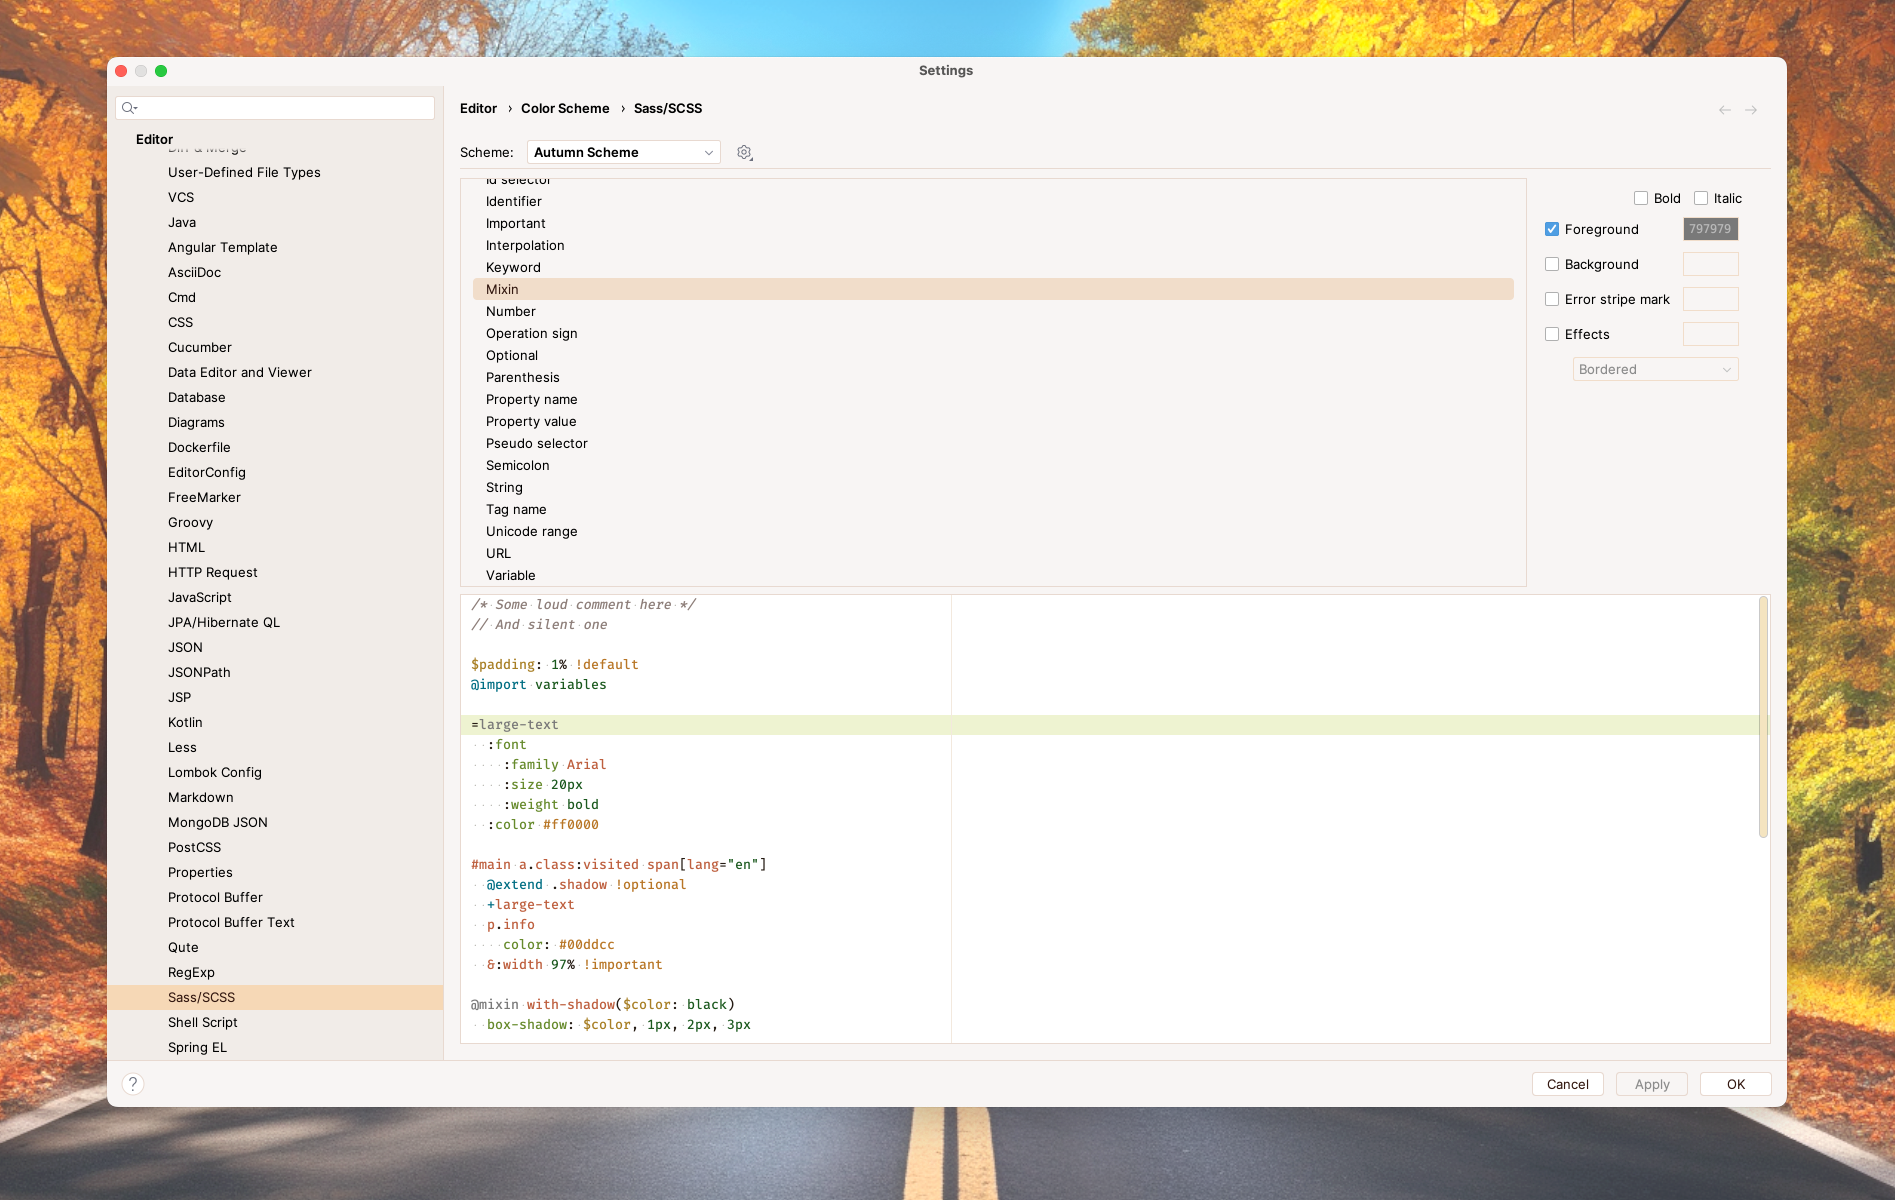 Settings
Editor
Diff & Merge
User-Defined File Types
VCS
Java
Angular Template
AsciiDoc
Cmd
CSS
Cucumber
Data Editor and Viewer
Database
Diagrams
Dockerfile
EditorConfig
FreeMarker
Groovy
HTML
HTTP Request
JavaScript
JPA/Hibernate QL
JSON
JSONPath
JSP
Kotlin
Less
Lombok Config
Markdown
MongoDB JSON
PostCSS
Properties
Protocol Buffer
Protocol Buffer Text
Qute
RegExp
Sass/SCSS
Shell Script
Spring EL
Editor › Color Scheme › Sass/SCSS
Scheme: Autumn Scheme
Id selector
Identifier
Important
Interpolation
Keyword
Mixin
Number
Operation sign
Optional
Parenthesis
Property name
Property value
Pseudo selector
Semicolon
String
Tag name
Unicode range
URL
Variable
Bold Italic
Foreground 797979
Background
Error stripe mark
Effects
Bordered
/* Some loud comment here */
// And silent one
$padding: 1% !default
@import variables
=large-text
:font
:family Arial
:size 20px
:weight bold
:color #ff0000
#main a.class:visited span[lang="en"]
@extend .shadow !optional
+large-text
p.info
color: #00ddcc
&:width 97% !important
@mixin with-shadow($color: black)
box-shadow: $color, 1px, 2px, 3px
?
Cancel Apply OK